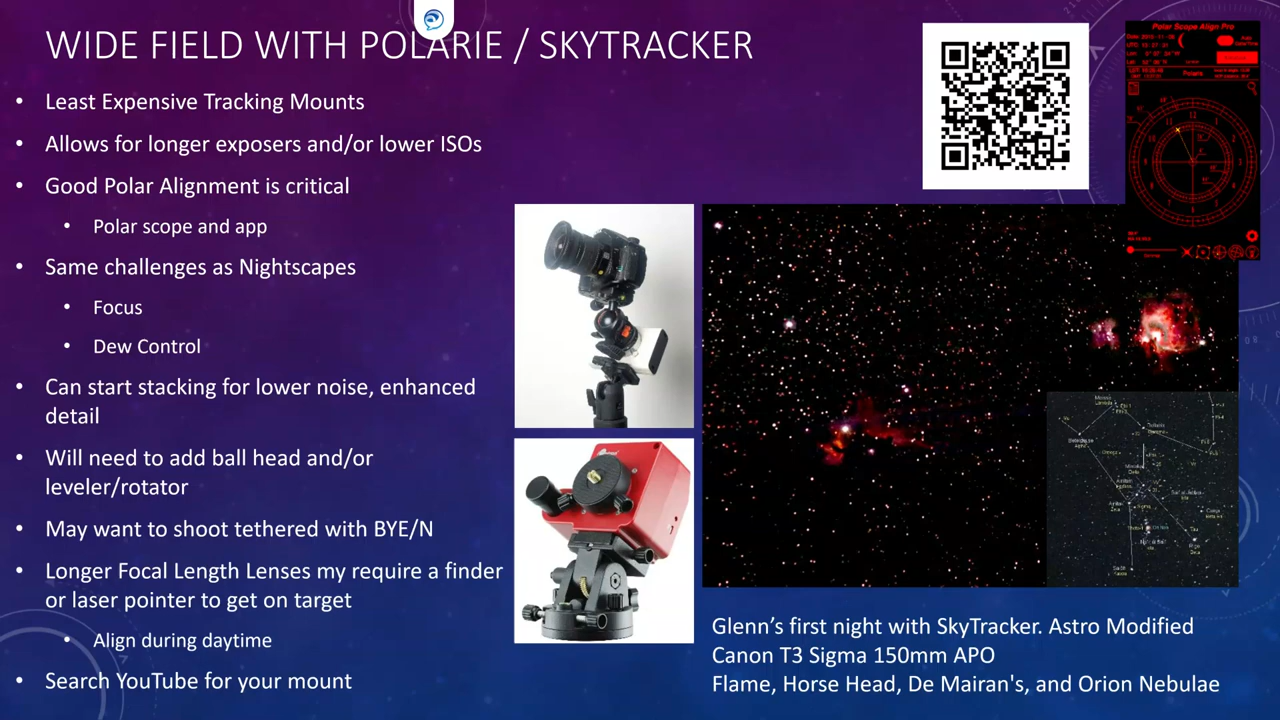 WIDE FIELD WITH POLARIE / SKYTRACKER
• Least Expensive Tracking Mounts
• Allows for longer exposers and/or lower ISOs
• Good Polar Alignment is critical
• Polar scope and app
• Same challenges as Nightscapes
• Focus
• Dew Control
• Can start stacking for lower noise, enhanced
detail
• Will need to add ball head and/or
leveler/rotator
• May want to shoot tethered with BYE/N
• Longer Focal Length Lenses my require a finder
or laser pointer to get on target
• Align during daytime
• Search YouTube for your mount
Polar Scope Align Pro
Polaris
Glenn’s first night with SkyTracker. Astro Modified
Canon T3 Sigma 150mm APO
Flame, Horse Head, De Mairan's, and Orion Nebulae